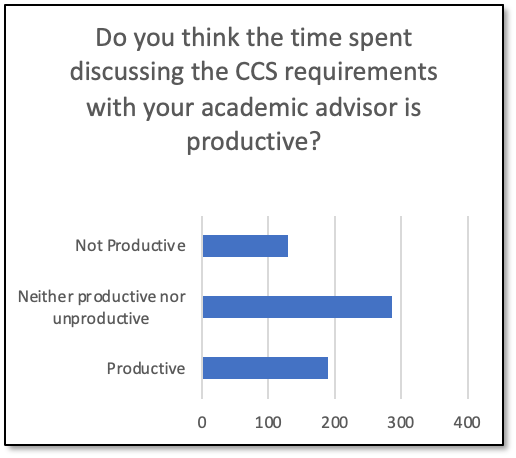 Do you think the time spent
discussing the CCS requirements
with your academic advisor is
productive?
Not Productive
Neither productive nor
unproductive
Productive
0 100 200 300 400